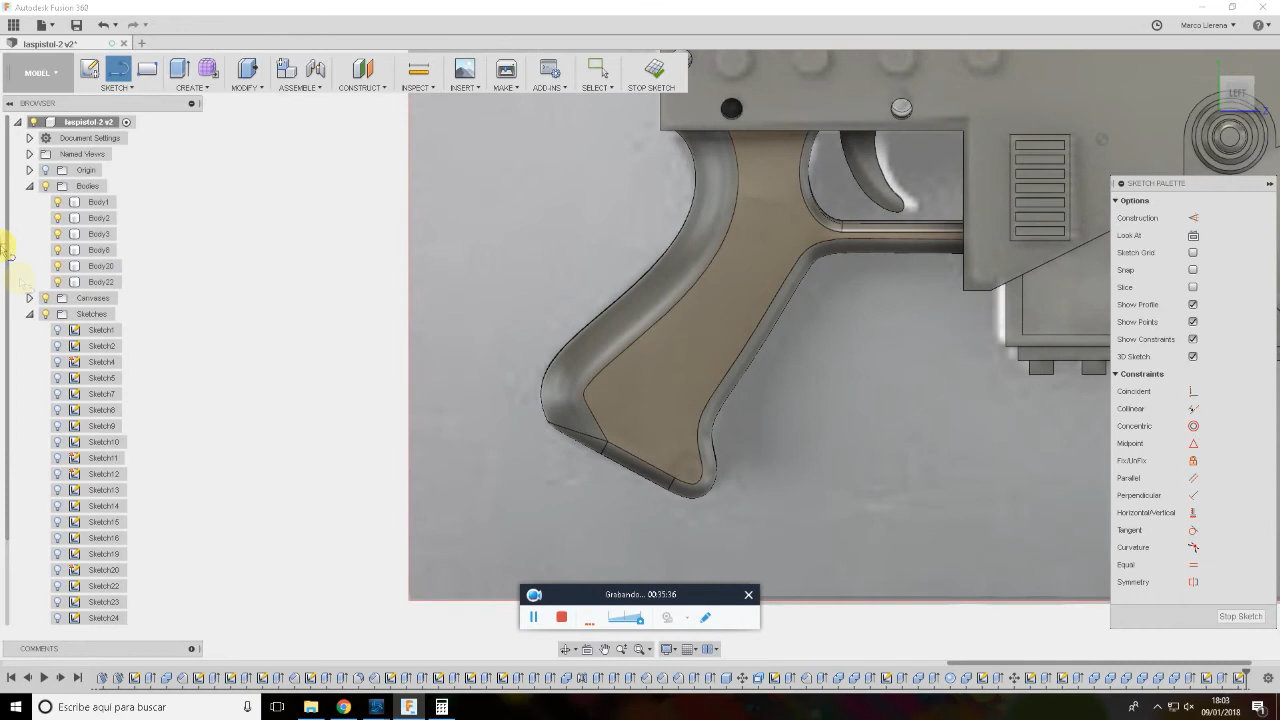 Autodesk Fusion 360
Marco Llerena
laspistol-2 v2*
MODEL
SKETCH
CREATE
MODIFY
ASSEMBLE
CONSTRUCT
INSPECT
INSERT
MAKE
ADD-INS
SELECT
STOP SKETCH
BROWSER
laspistol-2 v2
Document Settings
Named Views
Origin
Bodies
Body1
Body2
Body3
Body8
Body20
Body22
Canvases
Sketches
Sketch1
Sketch2
Sketch4
Sketch5
Sketch7
Sketch8
Sketch9
Sketch10
Sketch11
Sketch12
Sketch13
Sketch14
Sketch15
Sketch16
Sketch19
Sketch20
Sketch22
Sketch23
Sketch24
LEFT
SKETCH PALETTE
Options
Construction
Look At
Sketch Grid
Snap
Slice
Show Profile
Show Points
Show Constraints
3D Sketch
Constraints
Coincident
Collinear
Concentric
Midpoint
Fix/UnFix
Parallel
Perpendicular
Horizontal/Vertical
Tangent
Curvature
Equal
Symmetry
Stop Sketch
Grabando... 00:35:36
COMMENTS
Escribe aquí para buscar
18:03
09/01/2018